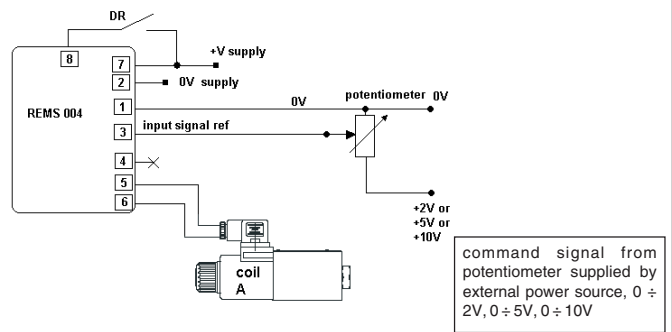 DR
8
+V supply
7
2
0V supply
REMS 004
1
0V
potentiometer 0V
3
input signal ref
4
5
6
+2V or
+5V or
+10V
coil
A
command signal from
potentiometer supplied by
external power source, 0 ÷
2V, 0 ÷ 5V, 0 ÷ 10V